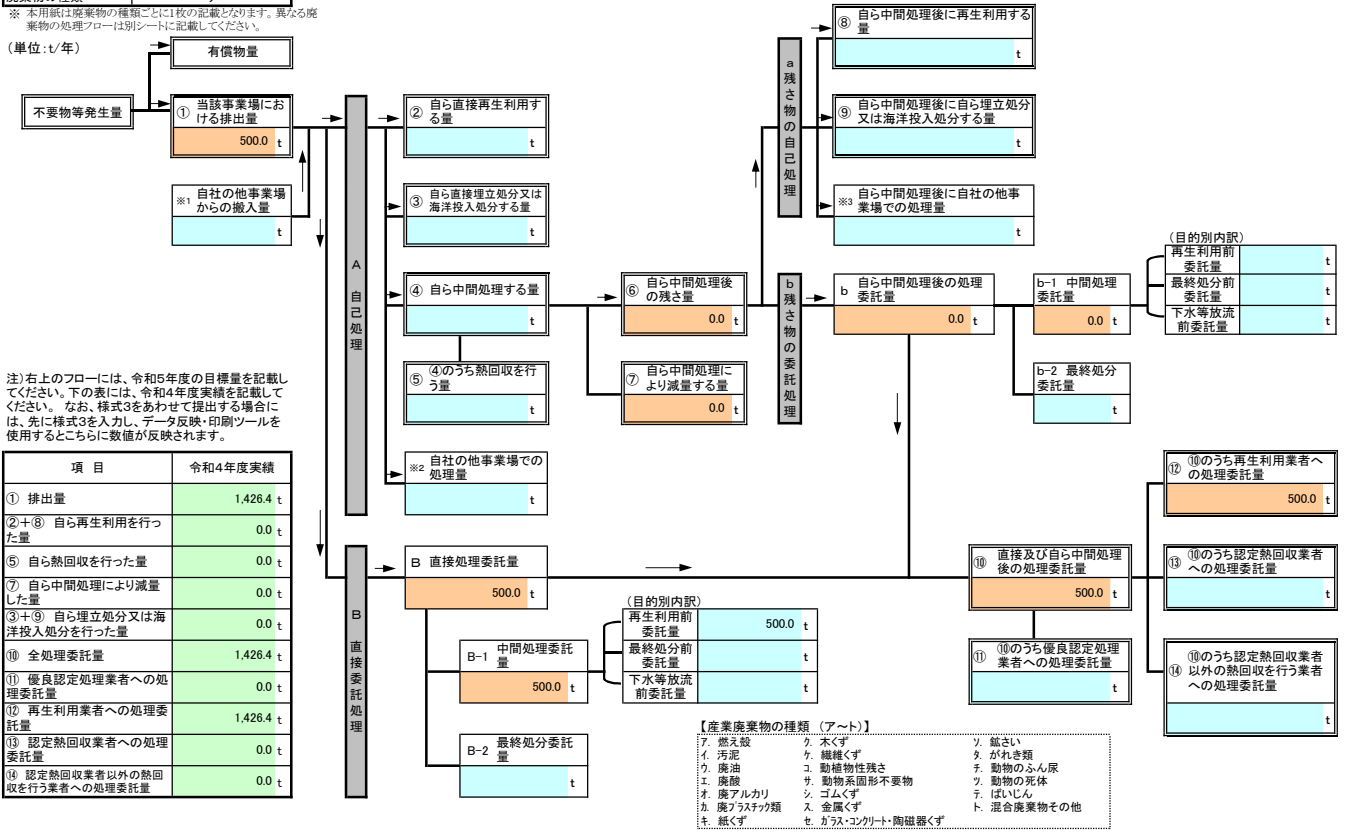 ※ 本用紙は廃棄物の種類ごとに1枚の記載となります。異なる廃
棄物の処理フローは別シートに記載してください。
(単位:t/年)
有償物量
不要物等発生量
① 当該事業場にお
ける排出量
500.0 t
※1 自社の他事業場
からの搬入量
t
A 自己処理
② 自ら直接再生利用す
る量
t
③ 自ら直接埋立処分又は
海洋投入処分する量
t
④ 自ら中間処理する量
t
⑤ ④のうち熱回収を行
う量
t
※2 自社の他事業場での
処理量
t
⑥ 自ら中間処理後
の残さ量
0.0 t
⑦ 自ら中間処理に
より減量する量
0.0 t
a 残さ物の自己処理
⑧ 自ら中間処理後に再生利用する
量
t
⑨ 自ら中間処理後に自ら埋立処分
又は海洋投入処分する量
t
※3 自ら中間処理後に自社の他事
業場での処理量
t
b 残さ物の委託処理
b 自ら中間処理後の処理
委託量
0.0 t
b-1 中間処理
委託量
0.0 t
(目的別内訳)
再生利用前
委託量
t
最終処分前
委託量
t
下水等放流
前委託量
t
b-2 最終処分
委託量
t
注)右上のフローには、令和5年度の目標量を記載し
てください。下の表には、令和4年度実績を記載して
ください。 なお、様式3をあわせて提出する場合に
は、先に様式3を入力し、データ反映・印刷ツールを
使用するとこちらに数値が反映されます。
項 目 令和4年度実績
① 排出量 1,426.4 t
②+⑧ 自ら再生利用を行っ
た量 0.0 t
⑤ 自ら熱回収を行った量 0.0 t
⑦ 自ら中間処理により減量
した量 0.0 t
③+⑨ 自ら埋立処分又は海
洋投入処分を行った量 0.0 t
⑩ 全処理委託量 1,426.4 t
⑪ 優良認定処理業者への処
理委託量 0.0 t
⑫ 再生利用業者への処理委
託量 1,426.4 t
⑬ 認定熱回収業者への処理
委託量 0.0 t
⑭ 認定熱回収業者以外の熱回
収を行う業者への処理委託量 0.0 t
B 直接委託処理
B 直接処理委託量
500.0 t
B-1 中間処理委託
量
500.0 t
(目的別内訳)
再生利用前
委託量
500.0 t
最終処分前
委託量
t
下水等放流
前委託量
t
B-2 最終処分委託
量
t
⑩ 直接及び自ら中間処理
後の処理委託量
500.0 t
⑪ ⑩のうち優良認定処理
業者への処理委託量
t
⑫ ⑩のうち再生利用業者へ
の処理委託量
500.0 t
⑬ ⑩のうち認定熱回収業者
への処理委託量
t
⑭ ⑩のうち認定熱回収業者
以外の熱回収を行う業者
への処理委託量
t
【産業廃棄物の種類 (ア~ト)】
ア. 燃え殻 ク. 木くず ソ. 鉱さい
イ. 汚泥 ケ. 繊維くず タ. がれき類
ウ. 廃油 コ. 動植物性残さ チ. 動物のふん尿
エ. 廃酸 サ. 動物系固形不要物 ツ. 動物の死体
オ. 廃アルカリ シ. ゴムくず テ. ばいじん
カ. 廃プラスチック類 ス. 金属くず ト. 混合廃棄物その他
キ. 紙くず セ. ガラス・コンクリート・陶磁器くず